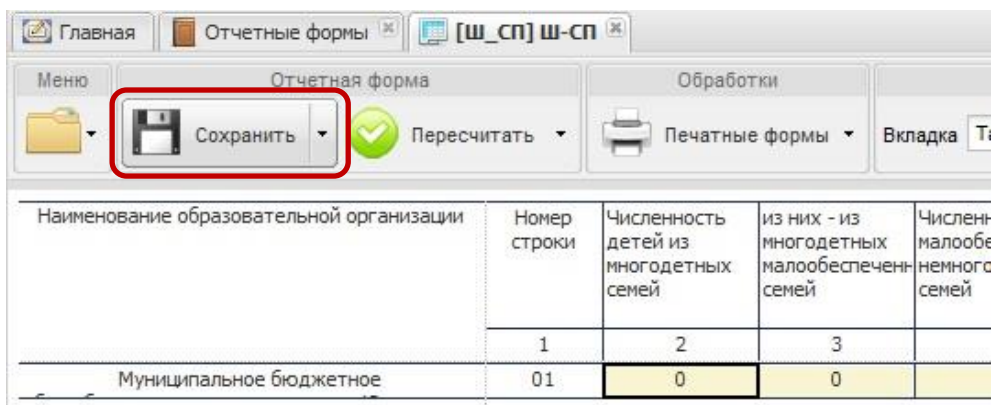 Главная Отчетные формы [Ш_СП] Ш-СП
Меню Отчетная форма Обработки
Сохранить Пересчитать Печатные формы Вкладка
Наименование образовательной организации Номер строки Численность детей из многодетных семей из них - из многодетных малообеспеченн семей
1 2 3
Муниципальное бюджетное 01 0 0